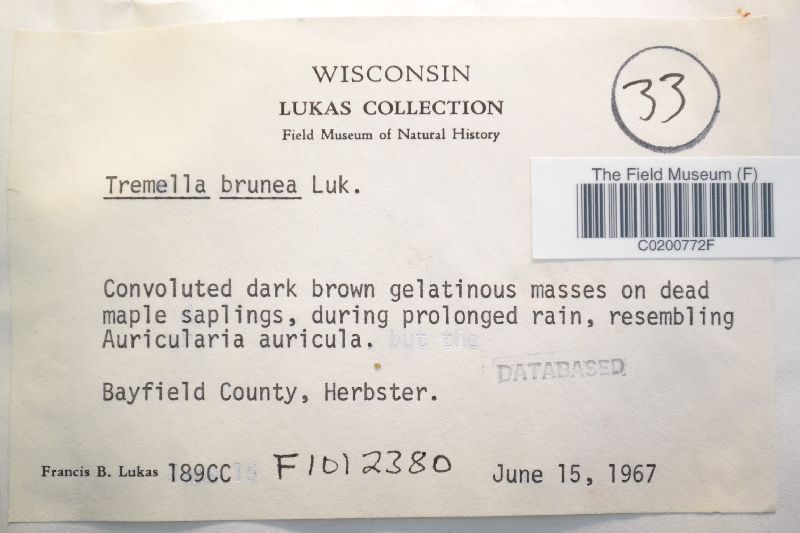 WISCONSIN
LUKAS COLLECTION
Field Museum of Natural History
33
The Field Museum (F)
C0200772F
Tremella brunea Luk.
Convoluted dark brown gelatinous masses on dead
maple saplings, during prolonged rain, resembling
Auricularia auricula. but the
DATABASED
Bayfield County, Herbster.
Francis B. Lukas 189CC F1012380 June 15, 1967